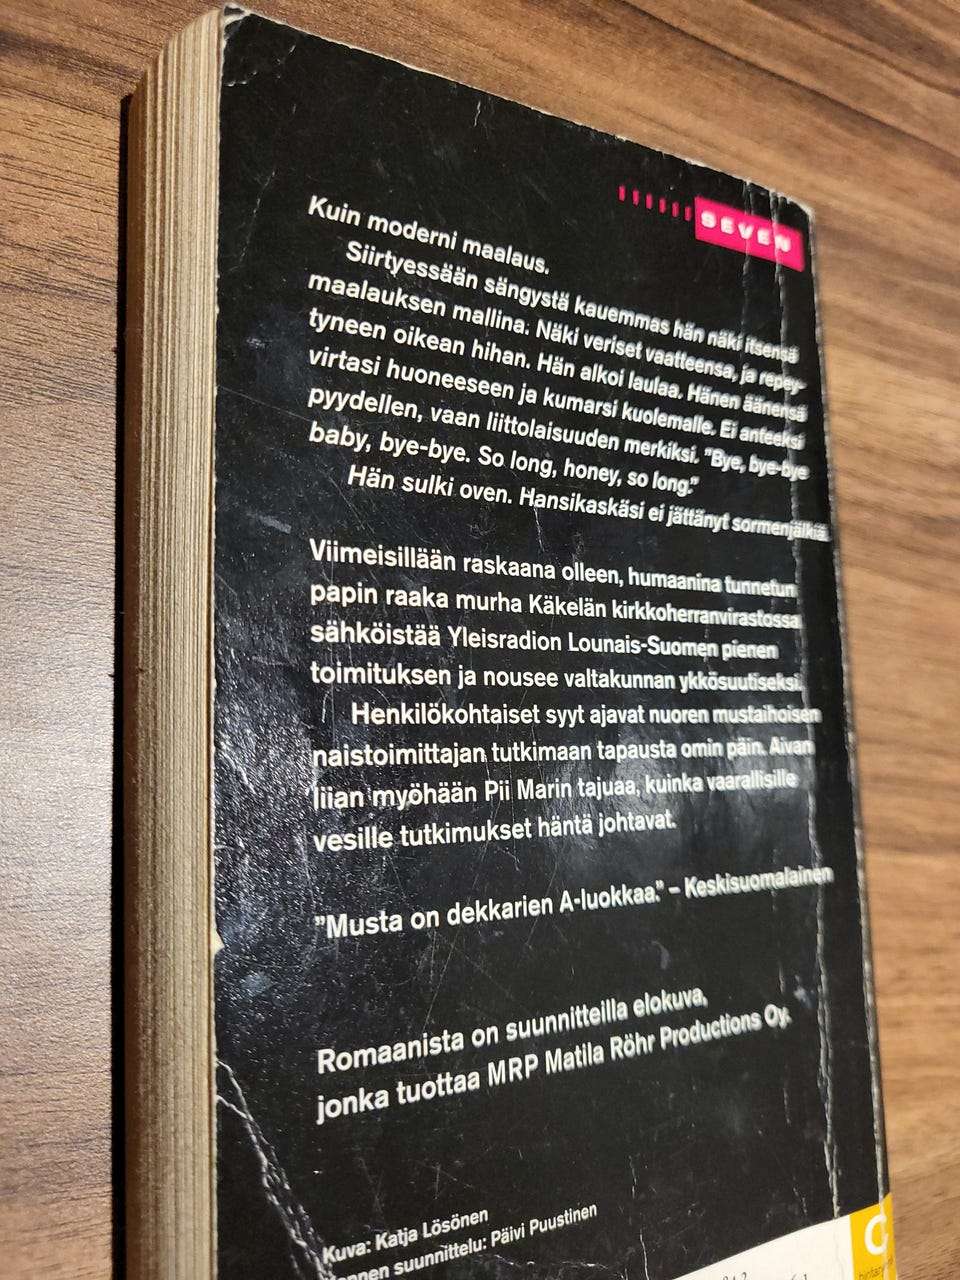 SEVEN
Kuin moderni maalaus.
Siirtyessään sängystä kauemmas hän näki itsensä
maalauksen mallina. Näki veriset vaatteensa, ja repey-
tyneen oikean hihan. Hän alkoi laulaa. Hänen äänensä
virtasi huoneeseen ja kumarsi kuolemalle. Ei anteeksi
pyydellen, vaan liittolaisuuden merkiksi. ”Bye, bye-bye
baby, bye-bye. So long, honey, so long.”
Hän sulki oven. Hansikaskäsi ei jättänyt sormenjälkiä.
Viimeisillään raskaana olleen, humaanina tunnetun
papin raaka murha Käkelän kirkkoherranvirastossa
sähköistää Yleisradion Lounais-Suomen pienen
toimituksen ja nousee valtakunnan ykkösuutiseksi.
Henkilökohtaiset syyt ajavat nuoren mustaihoisen
naistoimittajan tutkimaan tapausta omin päin. Aivan
liian myöhään Pii Marin tajuaa, kuinka vaarallisille
vesille tutkimukset häntä johtavat.
”Musta on dekkarien A-luokkaa.” – Keskisuomalainen
Romaanista on suunnitteilla elokuva,
jonka tuottaa MRP Matila Röhr Productions Oy.
Kuva: Katja Lösönen
suunnittelu: Päivi Puustinen